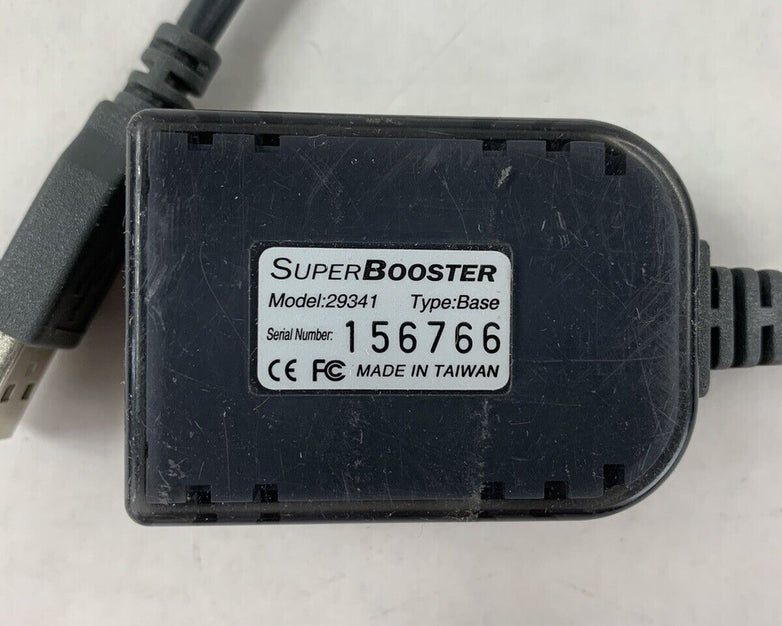 SUPERBOOSTER
Model:29341 Type:Base
Serial Number: 156766
CE FC MADE IN TAIWAN